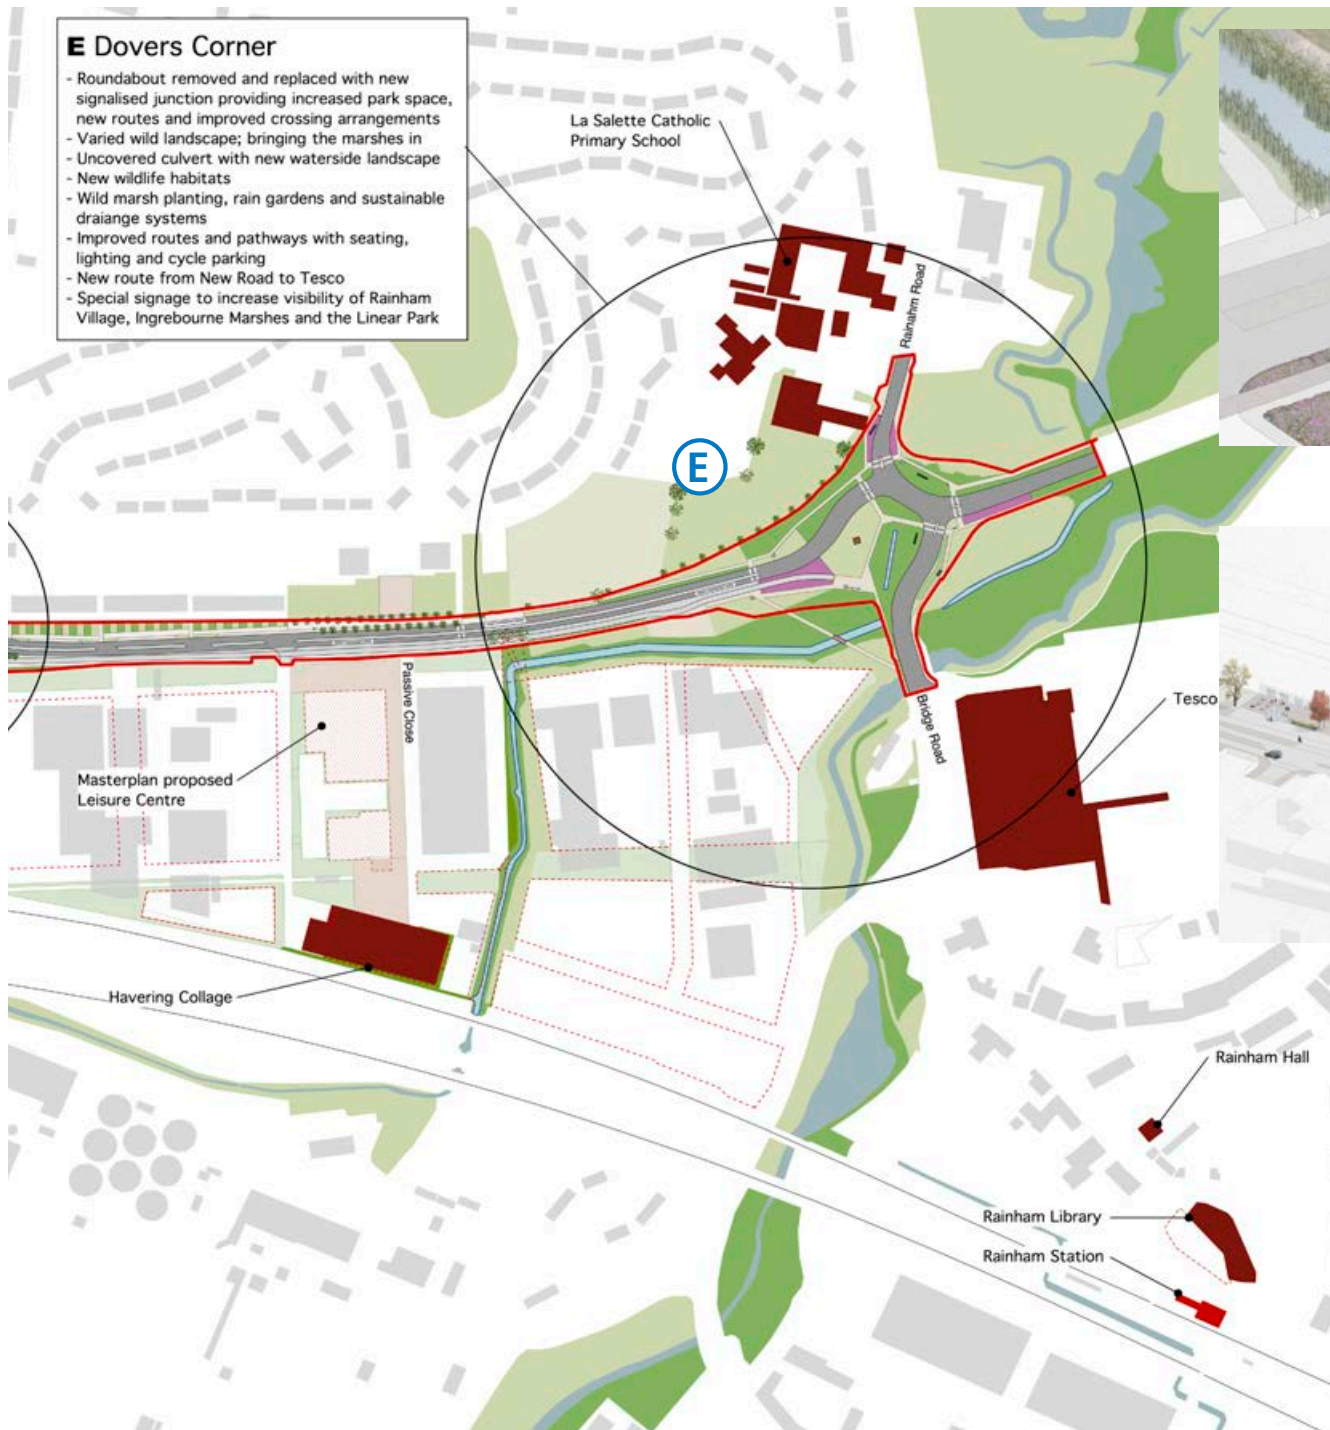 E Dovers Corner
- Roundabout removed and replaced with new
signalised junction providing increased park space,
new routes and improved crossing arrangements
- Varied wild landscape; bringing the marshes in
- Uncovered culvert with new waterside landscape
- New wildlife habitats
- Wild marsh planting, rain gardens and sustainable
draiange systems
- Improved routes and pathways with seating,
lighting and cycle parking
- New route from New Road to Tesco
- Special signage to increase visibility of Rainham
Village, Ingrebourne Marshes and the Linear Park
La Salette Catholic
Primary School
Rainahm Road
E
Passive Close
Bridge Road
Tesco
Masterplan proposed
Leisure Centre
Havering Collage
Rainham Hall
Rainham Library
Rainham Station